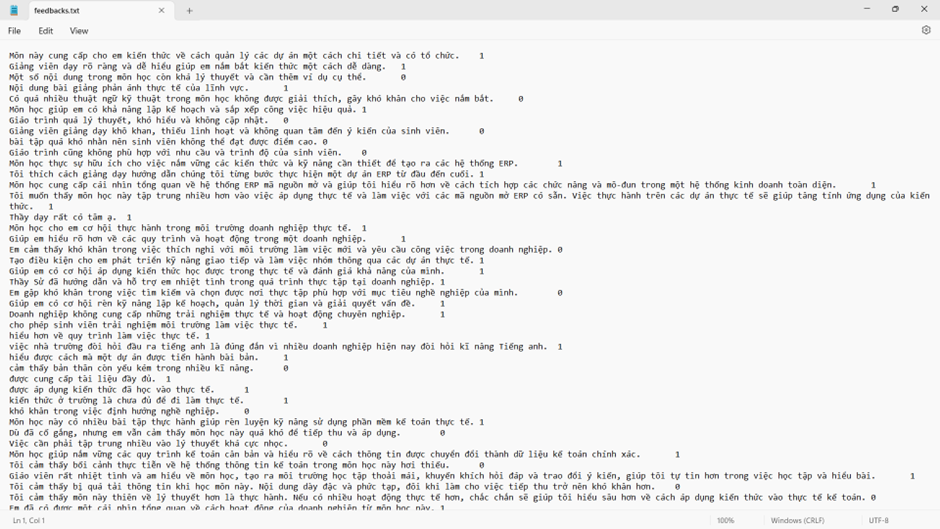 feedbacks.txt
File Edit View
Môn này cung cấp cho em kiến thức về cách quản lý các dự án một cách chi tiết và có tổ chức. 1
Giảng viên dạy rõ ràng và dễ hiểu giúp em nắm bắt kiến thức một cách dễ dàng. 1
Một số nội dung trong môn học còn khá lý thuyết và cần thêm ví dụ cụ thể. 0
Nội dung bài giảng phản ánh thực tế của lĩnh vực. 1
Có quá nhiều thuật ngữ kỹ thuật trong môn học không được giải thích, gây khó khăn cho việc nắm bắt. 0
Môn học giúp em có khả năng lập kế hoạch và sắp xếp công việc hiệu quả. 1
Giáo trình quá lý thuyết, khó hiểu và không cập nhật. 0
Giảng viên giảng dạy khô khan, thiếu linh hoạt và không quan tâm đến ý kiến của sinh viên. 0
bài tập quá khó nhằn nên sinh viên không thể đạt được điểm cao. 0
Giáo trình cũng không phù hợp với nhu cầu và trình độ của sinh viên. 0
Môn học thực sự hữu ích cho việc nắm vững các kiến thức và kỹ năng cần thiết để tạo ra các hệ thống ERP. 1
Tôi thích cách giảng dạy hướng dẫn chúng tôi từng bước thực hiện một dự án ERP từ đầu đến cuối. 1
Môn học cung cấp cái nhìn tổng quan về hệ thống ERP mã nguồn mở và giúp tôi hiểu rõ hơn về cách tích hợp các chức năng và mô-đun trong một hệ thống kinh doanh toàn diện. 1
Tôi muốn thấy môn học này tập trung nhiều hơn vào việc áp dụng thực tế và làm việc với các mã nguồn mở ERP có sẵn. Việc thực hành trên các dự án thực tế sẽ giúp tăng tính ứng dụng của kiến
thức. 1
Thầy dạy rất có tâm ạ. 1
Môn học cho em cơ hội thực hành trong môi trường doanh nghiệp thực tế. 1
Giúp em hiểu rõ hơn về các quy trình và hoạt động trong một doanh nghiệp. 1
Em cảm thấy khó khăn trong việc thích nghi với môi trường làm việc mới và yêu cầu công việc trong doanh nghiệp. 0
Tạo điều kiện cho em phát triển kỹ năng giao tiếp và làm việc nhóm thông qua các dự án thực tế. 1
Giúp em có cơ hội áp dụng kiến thức học được trong thực tế và đánh giá khả năng của mình. 1
Thầy Sử đã hướng dẫn và hỗ trợ em nhiệt tình trong quá trình thực tập tại doanh nghiệp. 1
Em gặp khó khăn trong việc tìm kiếm và chọn được nơi thực tập phù hợp với mục tiêu nghề nghiệp của mình. 0
Giúp em có cơ hội rèn kỹ năng lập kế hoạch, quản lý thời gian và giải quyết vấn đề. 1
Doanh nghiệp không cung cấp những trải nghiệm thực tế và hoạt động chuyên nghiệp. 1
cho phép sinh viên trải nghiệm môi trường làm việc thực tế. 1
hiểu hơn về quy trình làm việc thực tế. 1
việc nhà trường đòi hỏi đầu ra tiếng anh là đúng đắn vì nhiều doanh nghiệp hiện nay đòi hỏi kĩ năng Tiếng anh. 1
hiểu được cách mà một dự án được tiến hành bài bản. 1
cảm thấy bản thân còn yếu kém trong nhiều kĩ năng. 0
được cung cấp tài liệu đầy đủ. 1
được áp dụng kiến thức đã học vào thực tế. 1
kiến thức ở trường là chưa đủ để đi làm thực tế. 1
khó khăn trong việc định hướng nghề nghiệp. 0
Môn học này có nhiều bài tập thực hành giúp rèn luyện kỹ năng sử dụng phần mềm kế toán thực tế. 1
Dù đã cố gắng, nhưng em vẫn cảm thấy môn học này quá khó để tiếp thu và áp dụng. 0
Việc cần phải tập trung nhiều vào lý thuyết khá cực nhọc. 0
Môn học giúp nắm vững các quy trình kế toán căn bản và hiểu rõ về cách thông tin được chuyển đổi thành dữ liệu kế toán chính xác. 1
Tôi cảm thấy bối cảnh thực tiễn về hệ thống thông tin kế toán trong môn học này hơi thiếu. 0
Giáo viên rất nhiệt tình và am hiểu về môn học, tạo ra môi trường học tập thoải mái, khuyến khích hỏi đáp và trao đổi ý kiến, giúp tôi tự tin hơn trong việc học tập và hiểu bài. 1
Tôi cảm thấy bị quá tải thông tin khi học môn này. Nội dung dày đặc và phức tạp, đôi khi làm cho việc tiếp thu trở nên khó khăn hơn. 0
Tôi cảm thấy môn này thiên về lý thuyết hơn là thực hành. Nếu có nhiều hoạt động thực tế hơn, chắc chắn sẽ giúp tôi hiểu sâu hơn về cách áp dụng kiến thức vào thực tế kế toán. 0
Em đã có được một cái nhìn tổng quan về cách hoạt động của doanh nghiệp từ môn học này. 1
Ln 1, Col 1 100% Windows (CRLF) UTF-8